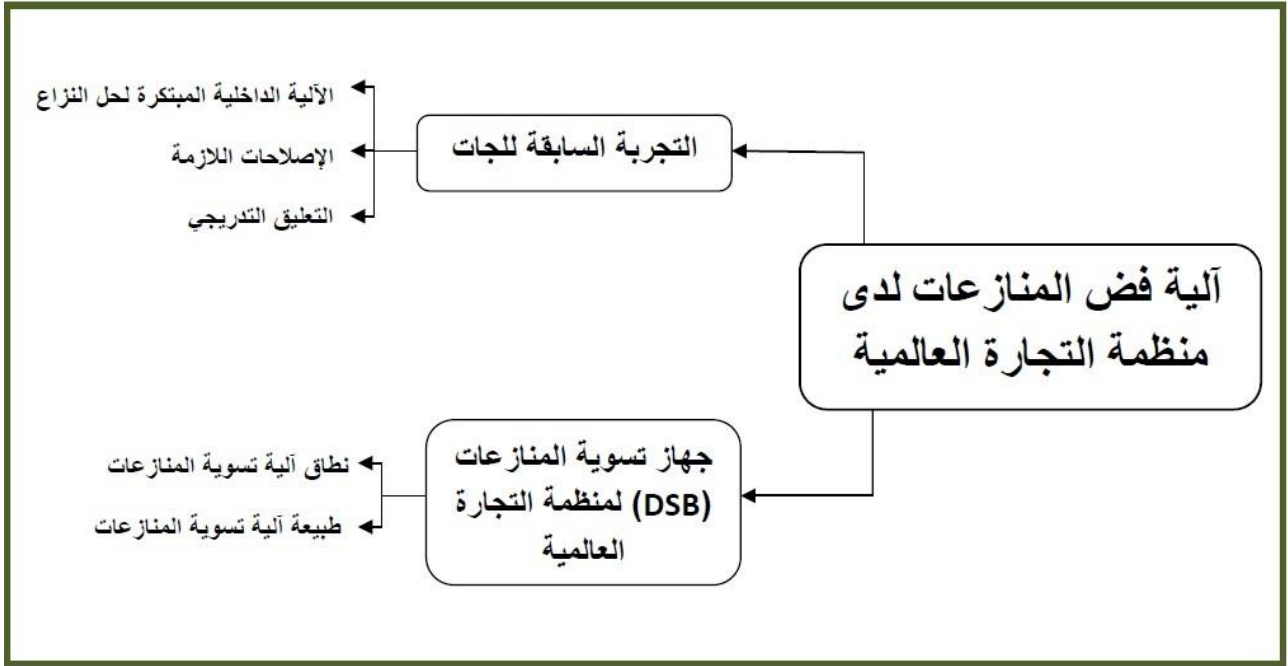 آلية فض المنازعات لدى
منظمة التجارة العالمية
التجربة السابقة للجات
الآلية الداخلية المبتكرة لحل النزاع
الإصلاحات اللازمة
التعليق التدريجي
جهاز تسوية المنازعات
(DSB) لمنظمة التجارة
العالمية
نطاق آلية تسوية المنازعات
طبيعة آلية تسوية المنازعات